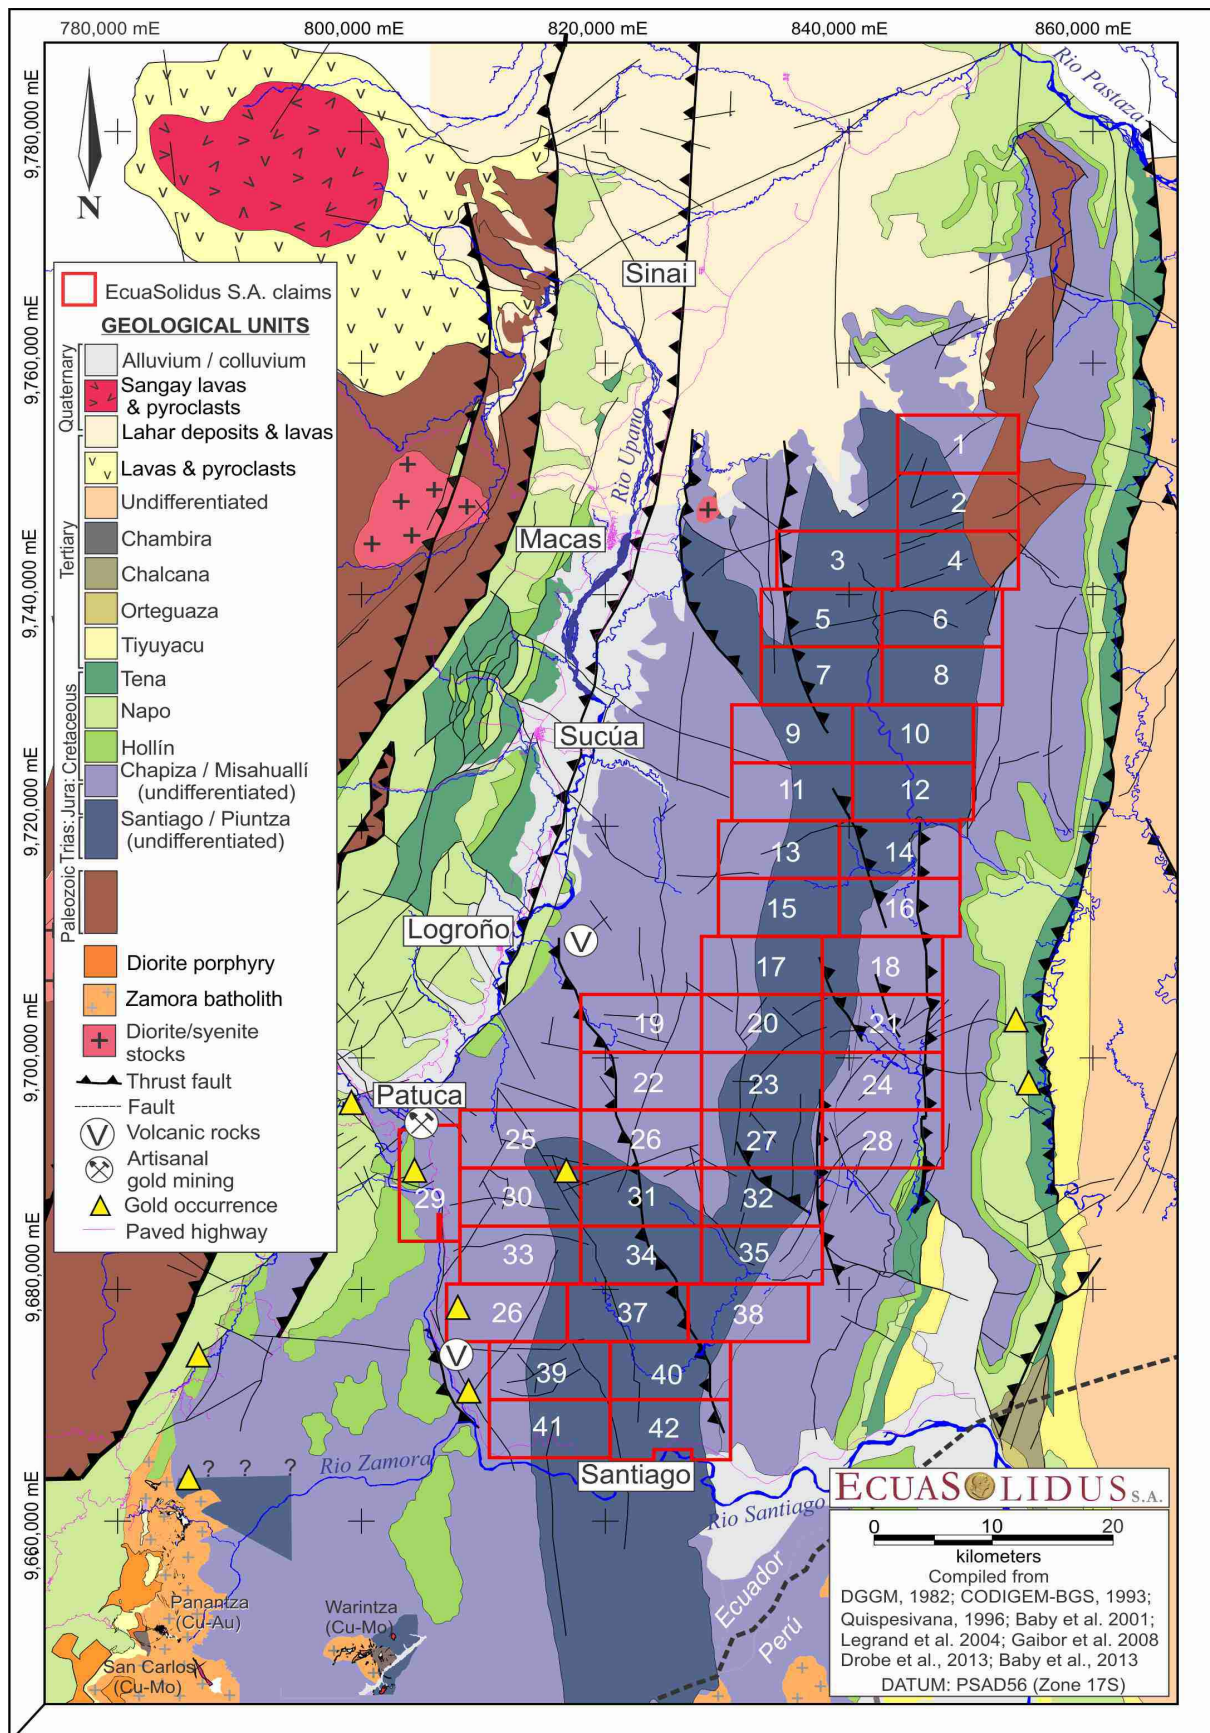 780,000 mE
800,000 mE
820,000 mE
840,000 mE
860,000 mE
9,780,000 mE
9,760,000 mE
9,740,000 mE
9,720,000 mE
9,700,000 mE
9,680,000 mE
9,660,000 mE
N
Rio Pastaza
Sinai
Rio Upano
Macas
Sucúa
Logroño
Patuca
Santiago
Rio Zamora
Rio Santiago
Ecuador
Perú
EcuaSolidus S.A. claims
GEOLOGICAL UNITS
Quaternary
Tertiary
Cretaceous
Jura:
Trias:
Paleozoic
Alluvium / colluvium
Sangay lavas
& pyroclasts
Lahar deposits & lavas
Lavas & pyroclasts
Undifferentiated
Chambira
Chalcana
Orteguaza
Tiyuyacu
Tena
Napo
Hollín
Chapiza / Misahuallí
(undifferentiated)
Santiago / Piuntza
(undifferentiated)
Diorite porphyry
Zamora batholith
Diorite/syenite
stocks
Thrust fault
Fault
V Volcanic rocks
Artisanal
gold mining
Gold occurrence
Paved highway
1
2
3
4
5
6
7
8
9
10
11
12
13
14
15
16
V
17
18
19
20
21
22
23
24
25
26
27
28
29
30
31
32
33
34
35
26
37
38
V
39
40
41
42
? ? ?
Panantza
(Cu-Au)
San Carlos
(Cu-Mo)
Warintza
(Cu-Mo)
ECUASOLIDUS S.A.
0 10 20
kilometers
Compiled from
DGGM, 1982; CODIGEM-BGS, 1993;
Quispesivana, 1996; Baby et al. 2001;
Legrand et al. 2004; Gaibor et al. 2008
Drobe et al., 2013; Baby et al., 2013
DATUM: PSAD56 (Zone 17S)